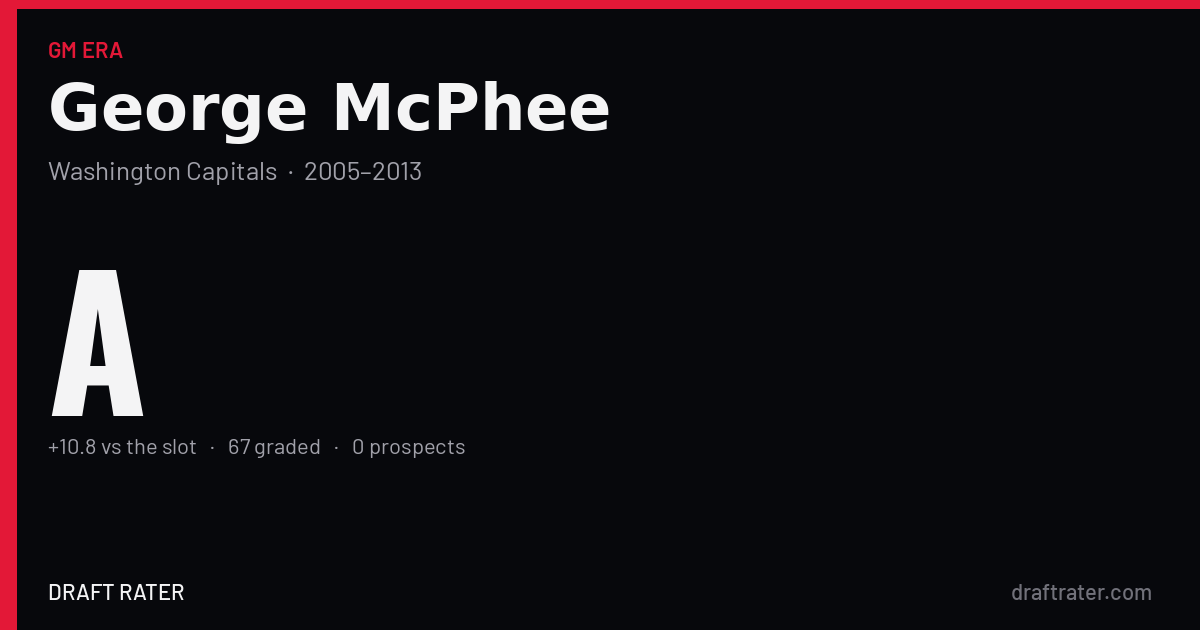 GM ERA
George McPhee
Washington Capitals · 2005–2013
A
+10.8 vs the slot · 67 graded · 0 prospects
DRAFT RATER
draftrater.com